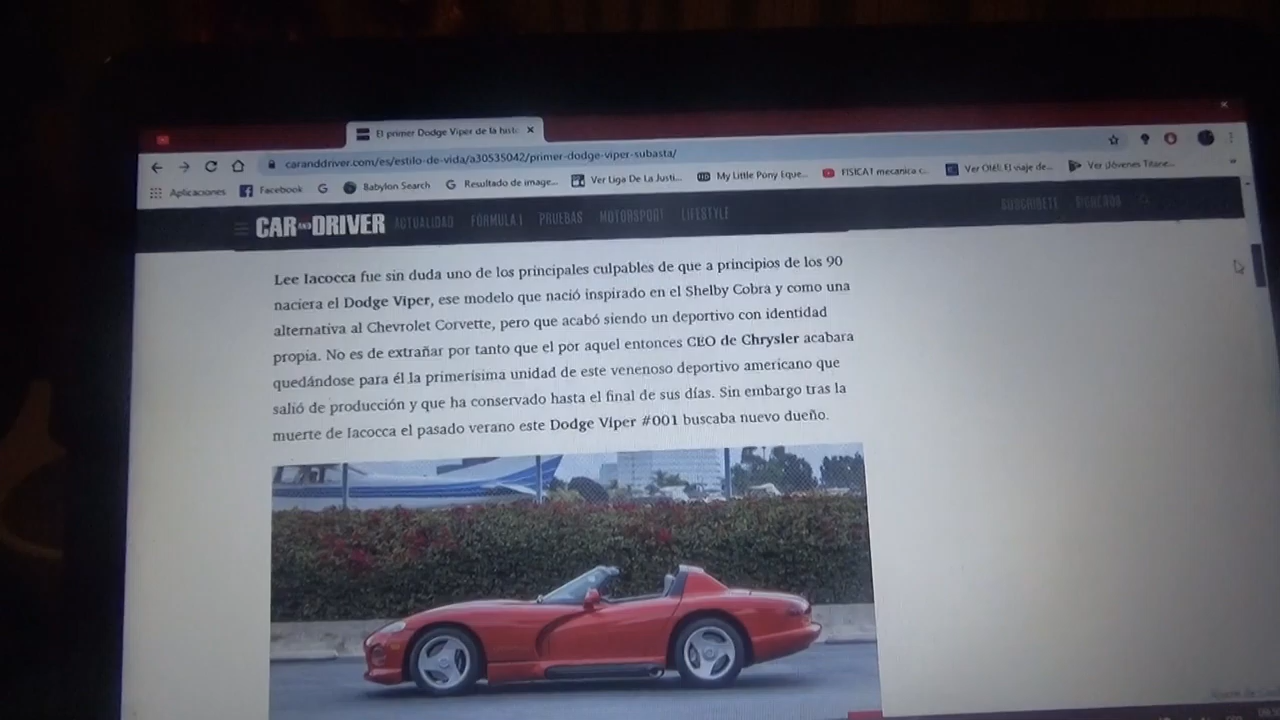 El primer Dodge Viper de la hist
caranddriver.com/es/estilo-de-vida/a30535042/primer-dodge-viper-subasta/
Aplicaciones Facebook Babylon Search Resultado de image... Ver Liga De La Justi... My Little Pony Eque... FISICA1 mecanica c... Ver Olé!: El viaje de... Ver Jóvenes Titane...
CAR AND DRIVER ACTUALIDAD FÓRMULA 1 PRUEBAS MOTORSPORT LIFESTYLE SUSCRÍBETE SÍGUENOS
Lee Iacocca fue sin duda uno de los principales culpables de que a principios de los 90
naciera el Dodge Viper, ese modelo que nació inspirado en el Shelby Cobra y como una
alternativa al Chevrolet Corvette, pero que acabó siendo un deportivo con identidad
propia. No es de extrañar por tanto que el por aquel entonces CEO de Chrysler acabara
quedándose para él la primerísima unidad de este venenoso deportivo americano que
salió de producción y que ha conservado hasta el final de sus días. Sin embargo tras la
muerte de Iacocca el pasado verano este Dodge Viper #001 buscaba nuevo dueño.